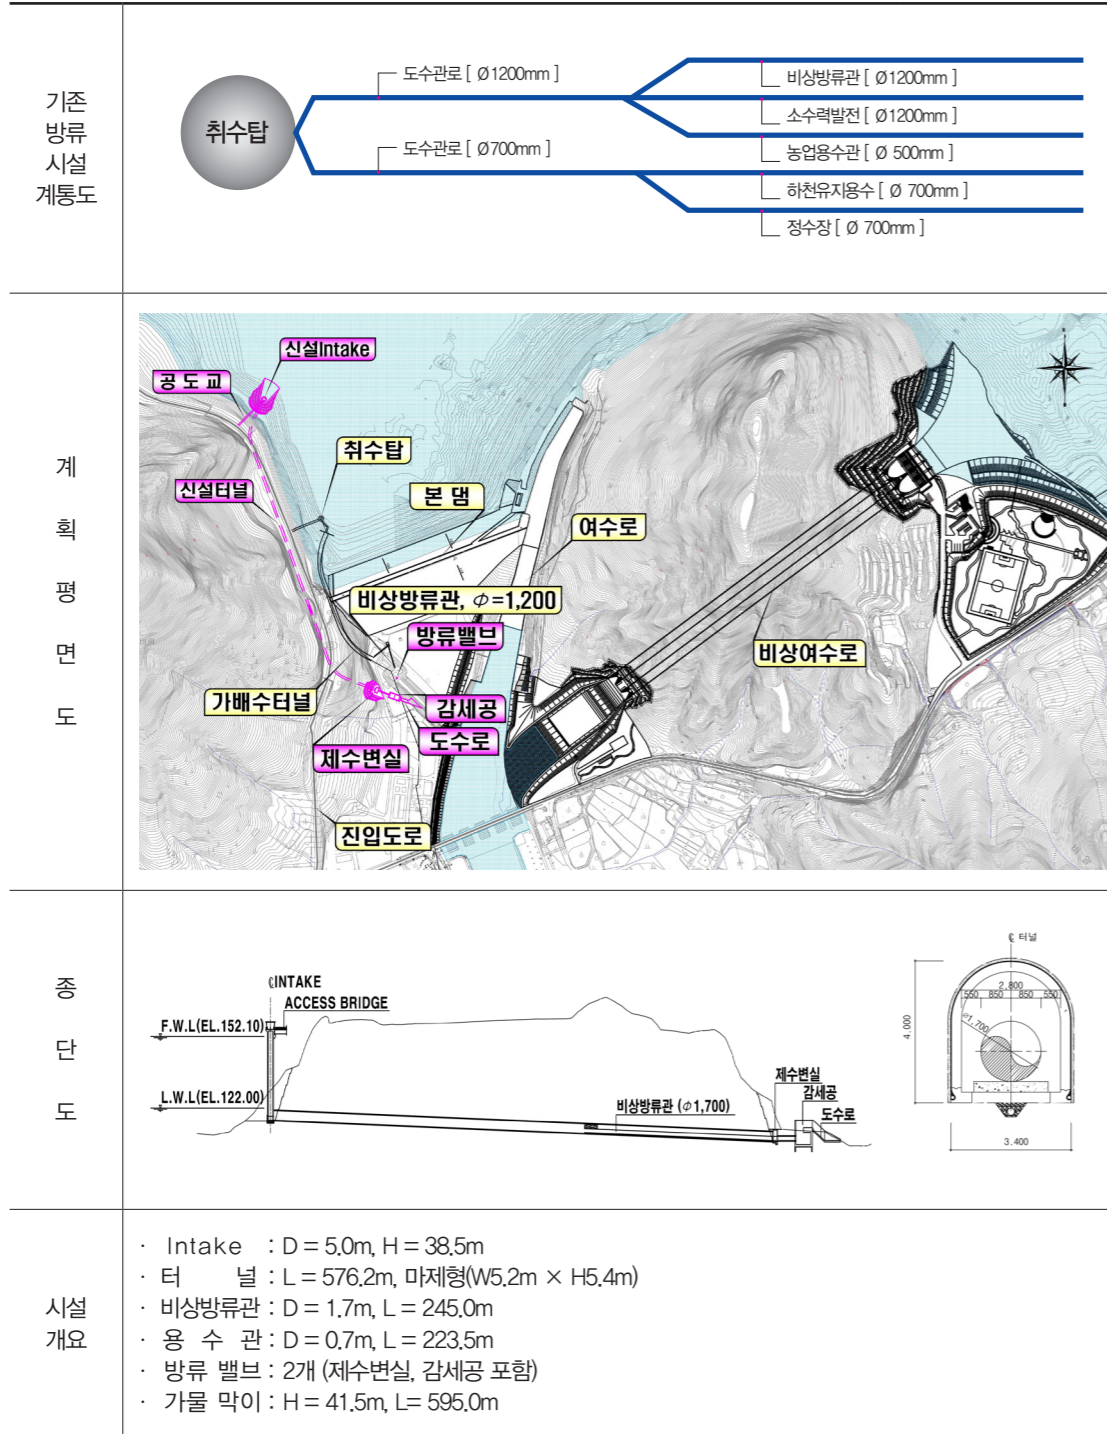 기존
방류
시설
계통도
취수탑
도수관로 [ Ø1200mm ]
도수관로 [ Ø700mm ]
비상방류관 [ Ø1200mm ]
소수력발전 [ Ø1200mm ]
농업용수관 [ Ø 500mm ]
하천유지용수 [ Ø 700mm ]
정수장 [ Ø 700mm ]
계
획
평
면
도
신설Intake
공 도 교
취수탑
신설터널
본 댐
여수로
비상방류관, Φ=1,200
방류밸브
비상여수로
가배수터널
감세공
도수로
제수변실
진입도로
종
단
도
℄INTAKE
ACCESS BRIDGE
F.W.L(EL.152.10)
L.W.L(EL.122.00)
비상방류관 (Φ1,700)
제수변실
감세공
도수로
℄ 터널
2.800
550 850 850 550
Ø1,700
4.000
3.400
시설
개요
· Intake : D = 5.0m, H = 38.5m
· 터 널 : L = 576.2m, 마제형(W5.2m × H5.4m)
· 비상방류관 : D = 1.7m, L = 245.0m
· 용 수 관 : D = 0.7m, L = 223.5m
· 방류 밸브 : 2개 (제수변실, 감세공 포함)
· 가물 막이 : H = 41.5m, L= 595.0m